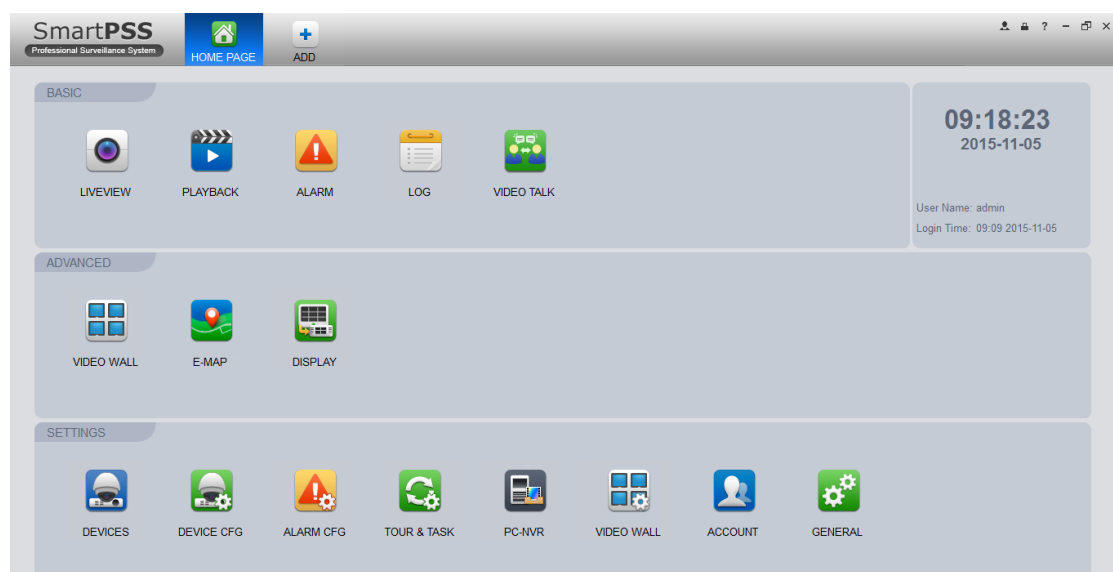 SmartPSS
Professional Surveillance System
HOME PAGE
ADD
?
BASIC
LIVEVIEW
PLAYBACK
ALARM
LOG
VIDEO TALK
09:18:23
2015-11-05
User Name: admin
Login Time: 09:09 2015-11-05
ADVANCED
VIDEO WALL
E-MAP
DISPLAY
SETTINGS
DEVICES
DEVICE CFG
ALARM CFG
TOUR & TASK
PC-NVR
VIDEO WALL
ACCOUNT
GENERAL